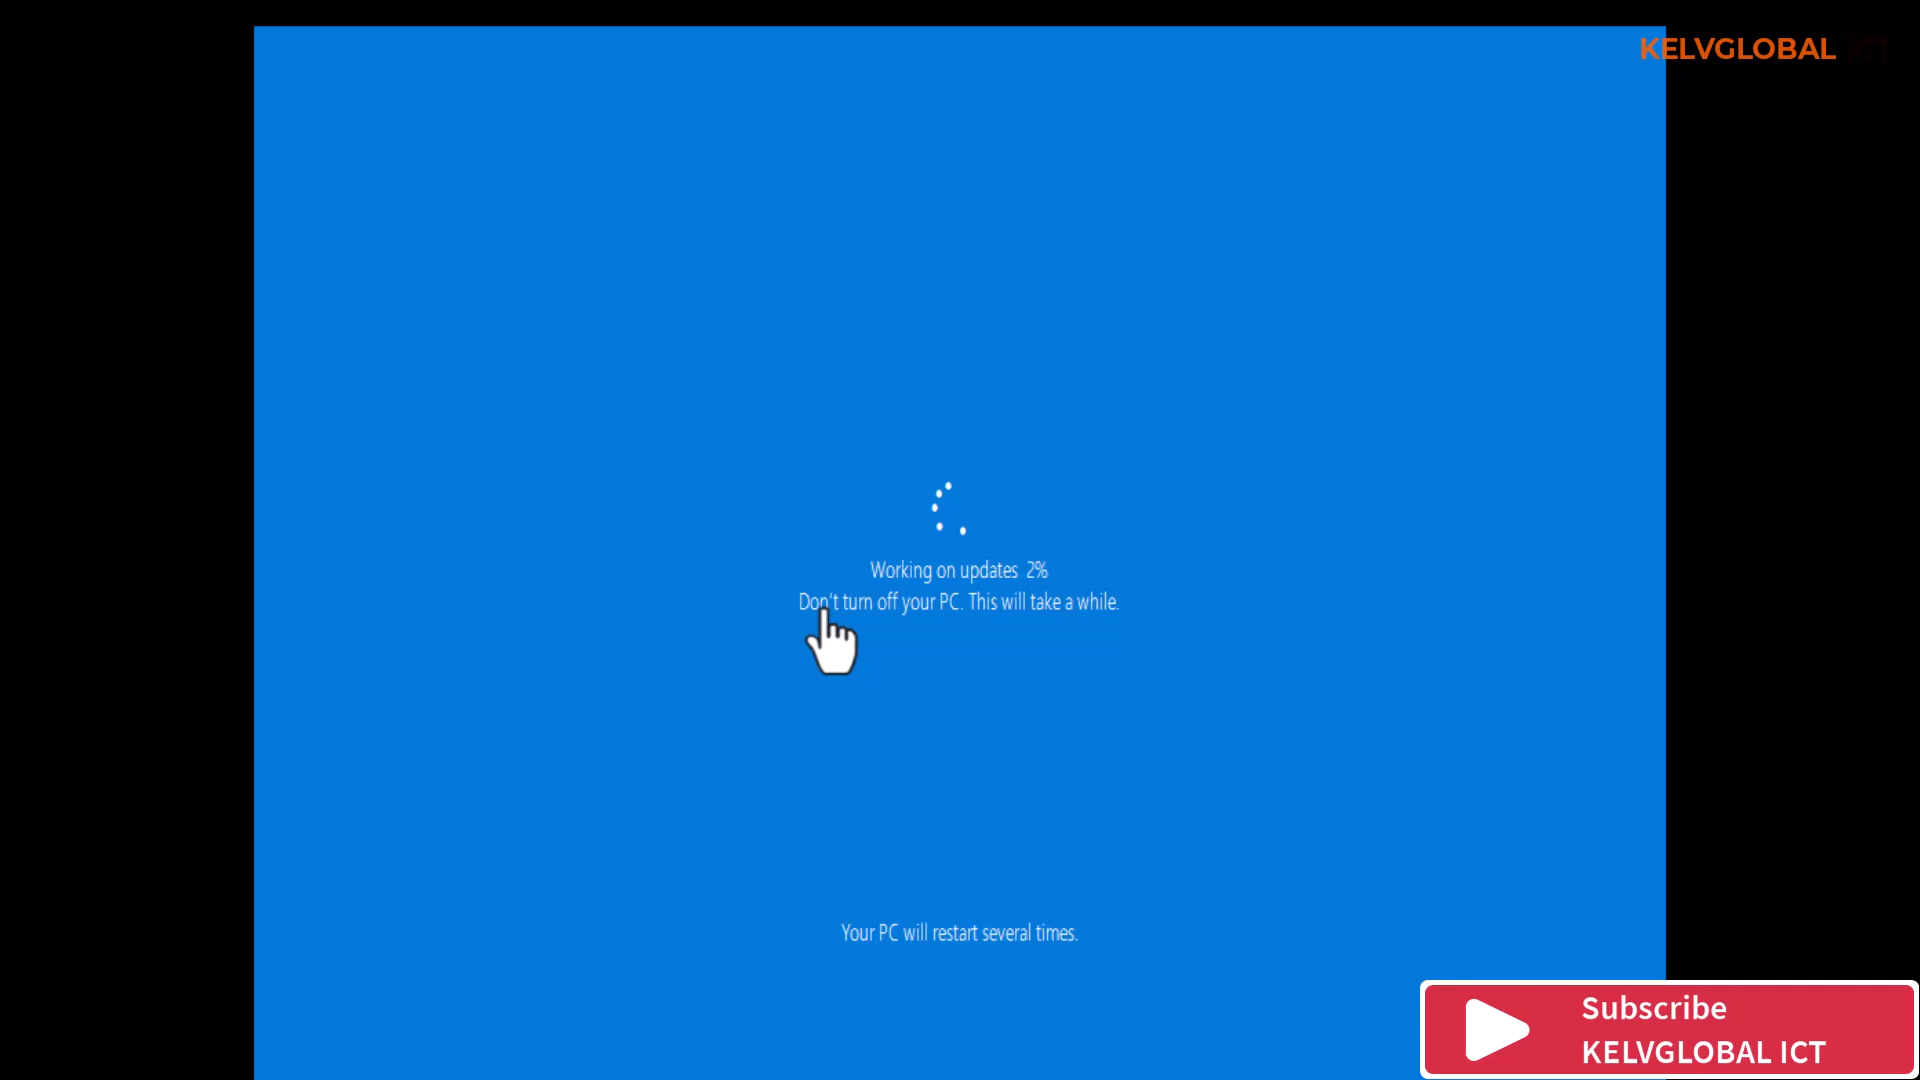 KELVGLOBAL ICT
Working on updates 2%
Don't turn off your PC. This will take a while.
Your PC will restart several times.
Subscribe
KELVGLOBAL ICT